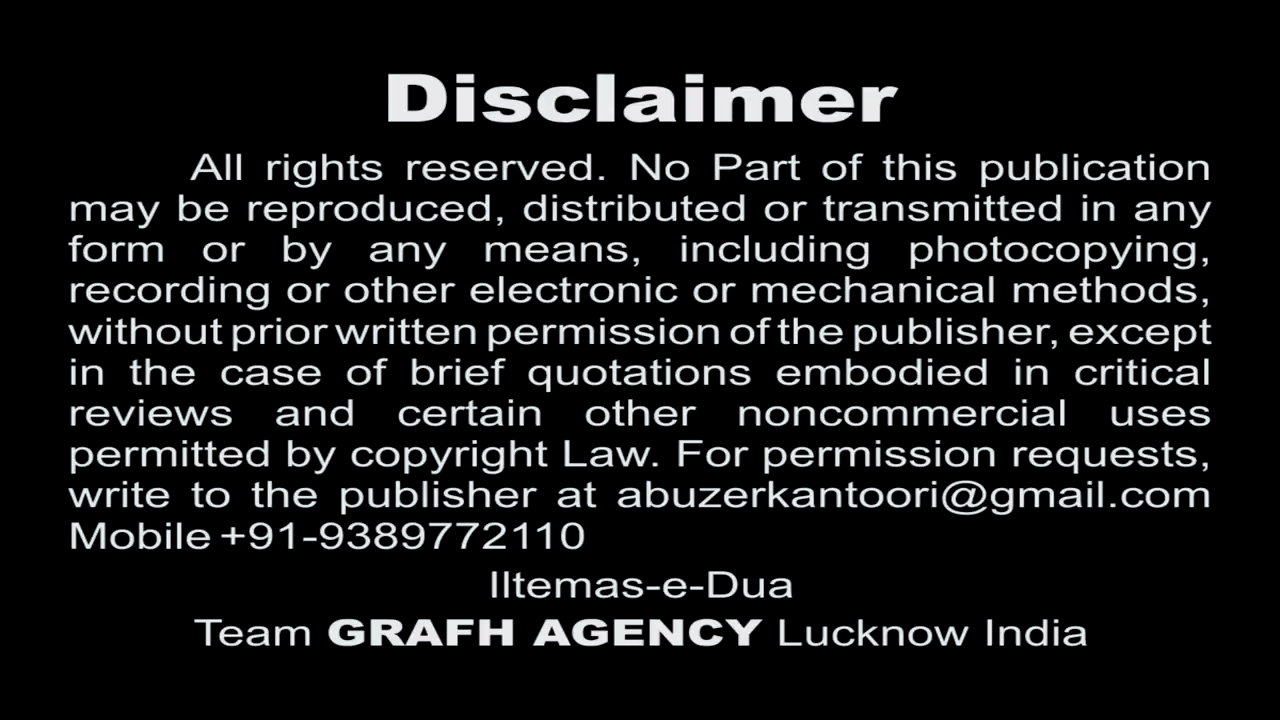 Disclaimer
All rights reserved. No Part of this publication
may be reproduced, distributed or transmitted in any
form or by any means, including photocopying,
recording or other electronic or mechanical methods,
without prior written permission of the publisher, except
in the case of brief quotations embodied in critical
reviews and certain other noncommercial uses
permitted by copyright Law. For permission requests,
write to the publisher at abuzerkantoori@gmail.com
Mobile +91-9389772110
Iltemas-e-Dua
Team GRAFH AGENCY Lucknow India